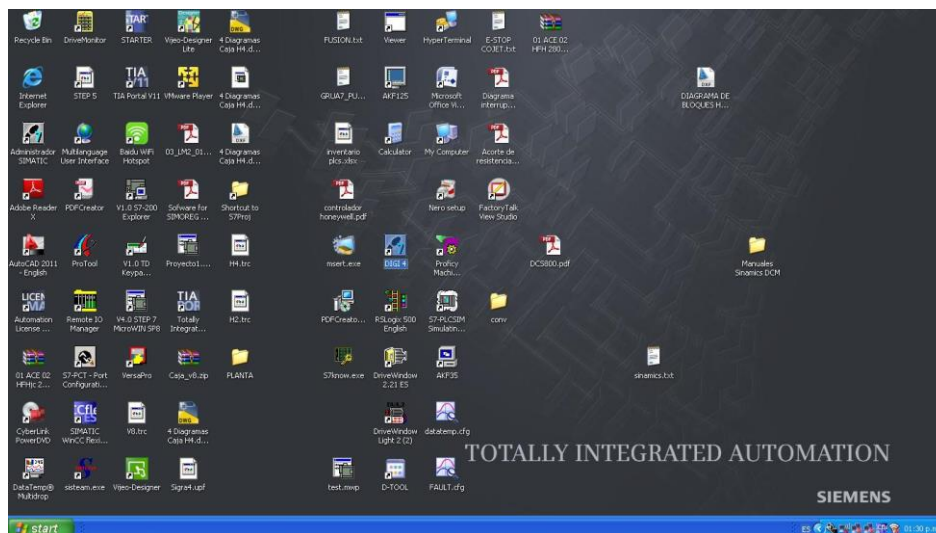 Recycle Bin
DriveMonitor
STARTER
Vijeo-Designer
Lite
4 Diagramas
Caja H4.d...
FUSION.txt
Viewer
HyperTerminal
E-STOP
COJET.txt
01 ACE 02
HFH 280...
Internet
Explorer
STEP 5
TIA Portal V11
VMware Player
4 Diagramas
Caja H4.d...
GRUA7_PU...
AKF125
Microsoft
Office Vi...
Diagrama
interrup...
DIAGRAMA DE
BLOQUES H...
Administrador
SIMATIC
Multilanguage
User Interface
Baidu WiFi
Hotspot
03_LM2_01...
4 Diagramas
Caja H4.d...
inventario
plcs.xlsx
Calculator
My Computer
Acorte de
resistencia...
Adobe Reader
X
PDFCreator
V1.0 S7-200
Explorer
Sofware for
SIMOREG ...
Shortcut to
S7Proj
controlador
honeywell.pdf
Nero setup
FactoryTalk
View Studio
AutoCAD 2011
- English
ProTool
V1.0 TD
Keypa...
Proyecto1....
H4.trc
msert.exe
DIGI 4
Proficy
Machi...
DCS800.pdf
Manuales
Sinamics DCM
Automation
License ...
Remote IO
Manager
V4.0 STEP 7
MicroWIN SP8
Totally
Integrat...
H2.trc
PDFCreato...
RSLogix 500
English
S7-PLCSIM
Simulatin...
conv
01 ACE 02
HFHjc 2...
S7-PCT - Port
Configurati...
VersaPro
Caja_v8.zip
PLANTA
S7know.exe
DriveWindow
2.21 ES
AKF35
sinamics.txt
CyberLink
PowerDVD
SIMATIC
WinCC flexi...
V8.trc
4 Diagramas
Caja H4.d...
DriveWindow
Light 2 (2)
datatemp.cfg
DataTemp®
Multidrop
sisteam.exe
Vijeo-Designer
Sigra4.upf
test.mwp
D-TOOL
FAULT.cfg
TOTALLY INTEGRATED AUTOMATION
SIEMENS
start
ES
01:30 p.m.